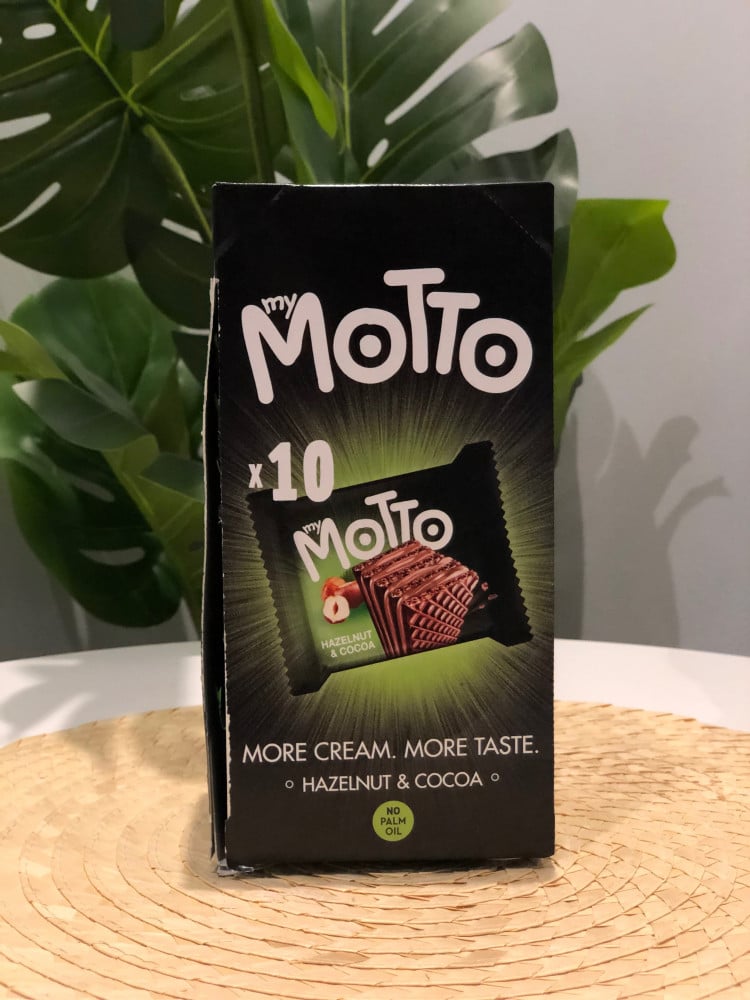 my
MOTTO
x10
my
MOTTO
HAZELNUT
& COCOA
MORE CREAM. MORE TASTE.
HAZELNUT & COCOA
NO
PALM
OIL